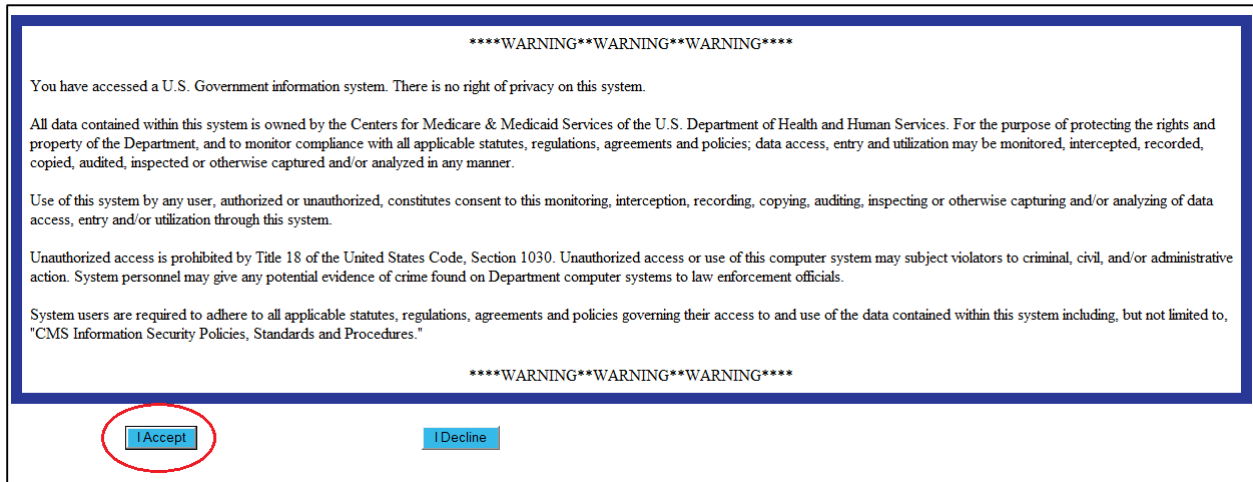 ****WARNING**WARNING**WARNING****
You have accessed a U.S. Government information system. There is no right of privacy on this system.
All data contained within this system is owned by the Centers for Medicare & Medicaid Services of the U.S. Department of Health and Human Services. For the purpose of protecting the rights and
property of the Department, and to monitor compliance with all applicable statutes, regulations, agreements and policies; data access, entry and utilization may be monitored, intercepted, recorded,
copied, audited, inspected or otherwise captured and/or analyzed in any manner.
Use of this system by any user, authorized or unauthorized, constitutes consent to this monitoring, interception, recording, copying, auditing, inspecting or otherwise capturing and/or analyzing of data
access, entry and/or utilization through this system.
Unauthorized access is prohibited by Title 18 of the United States Code, Section 1030. Unauthorized access or use of this computer system may subject violators to criminal, civil, and/or administrative
action. System personnel may give any potential evidence of crime found on Department computer systems to law enforcement officials.
System users are required to adhere to all applicable statutes, regulations, agreements and policies governing their access to and use of the data contained within this system including, but not limited to,
"CMS Information Security Policies, Standards and Procedures."
****WARNING**WARNING**WARNING****
I Accept
I Decline